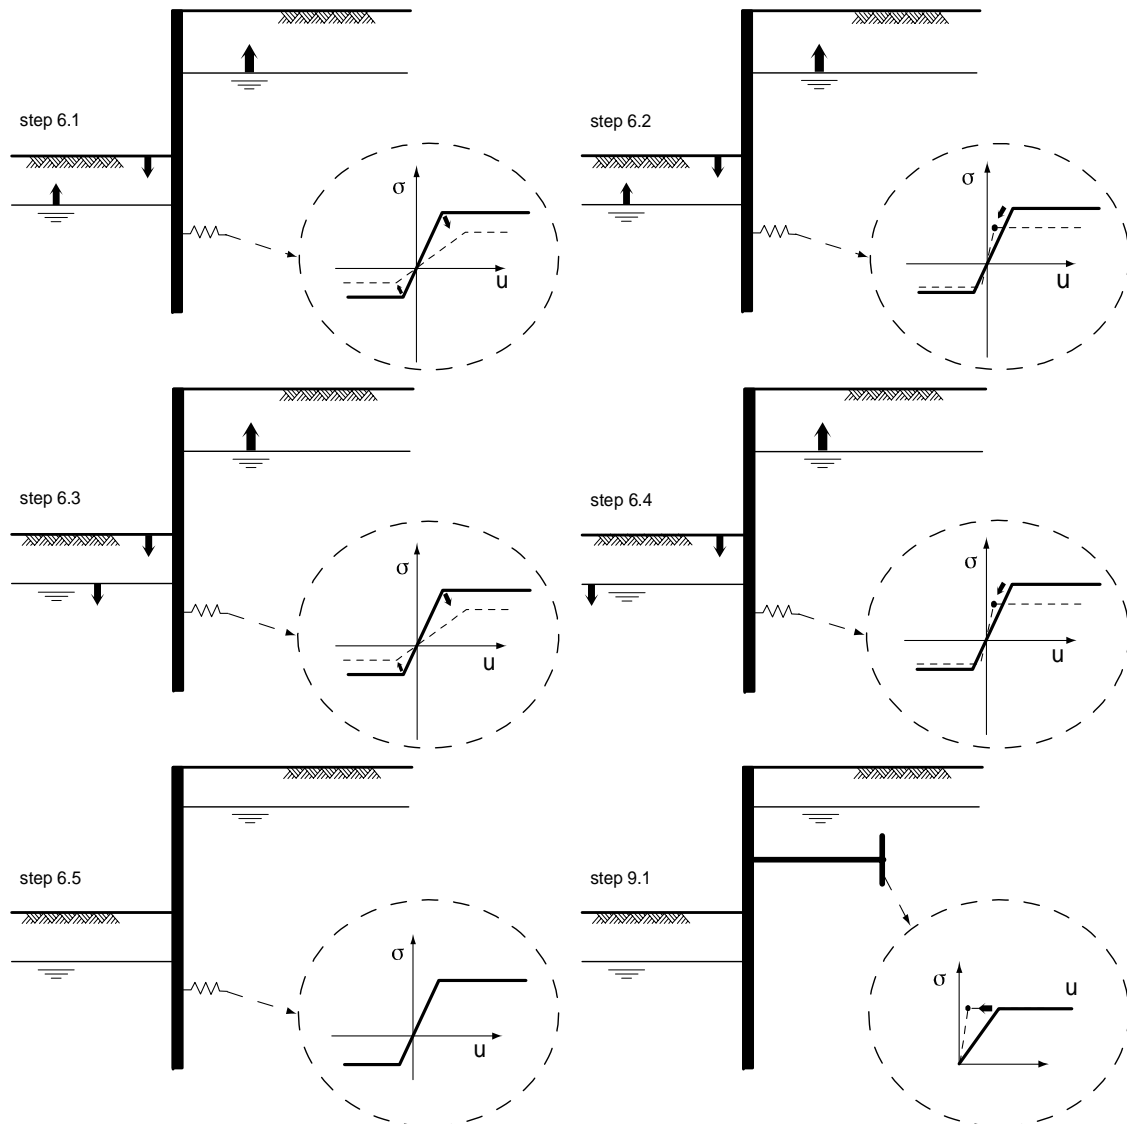 step 6.1
σ
u
step 6.2
σ
u
step 6.3
σ
u
step 6.4
σ
u
step 6.5
σ
u
step 9.1
σ
u